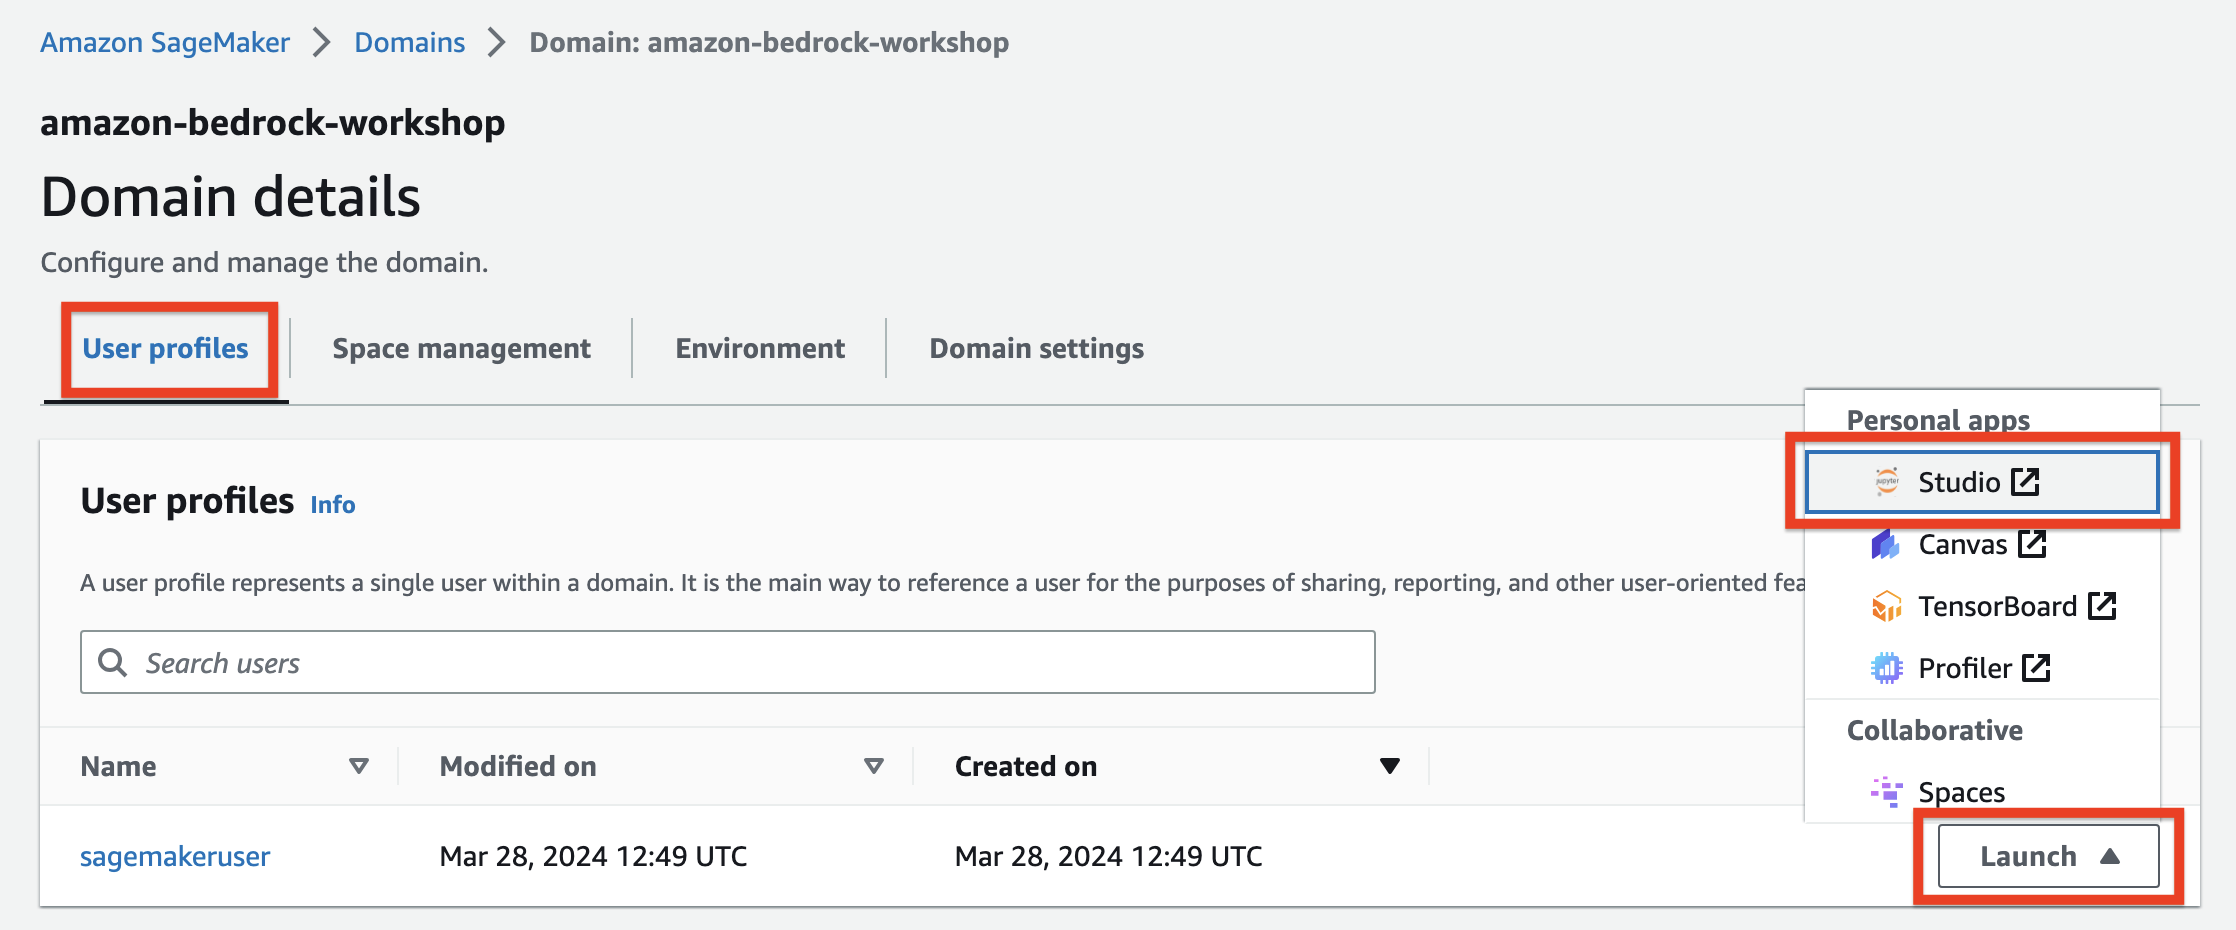 Amazon SageMaker > Domains > Domain: amazon-bedrock-workshop
amazon-bedrock-workshop
Domain details
Configure and manage the domain.
User profiles
Space management
Environment
Domain settings
User profiles Info
A user profile represents a single user within a domain. It is the main way to reference a user for the purposes of sharing, reporting, and other user-oriented fea
Search users
Name
Modified on
Created on
sagemakeruser
Mar 28, 2024 12:49 UTC
Mar 28, 2024 12:49 UTC
Personal apps
jupyter
Studio
Canvas
TensorBoard
Profiler
Collaborative
Spaces
Launch